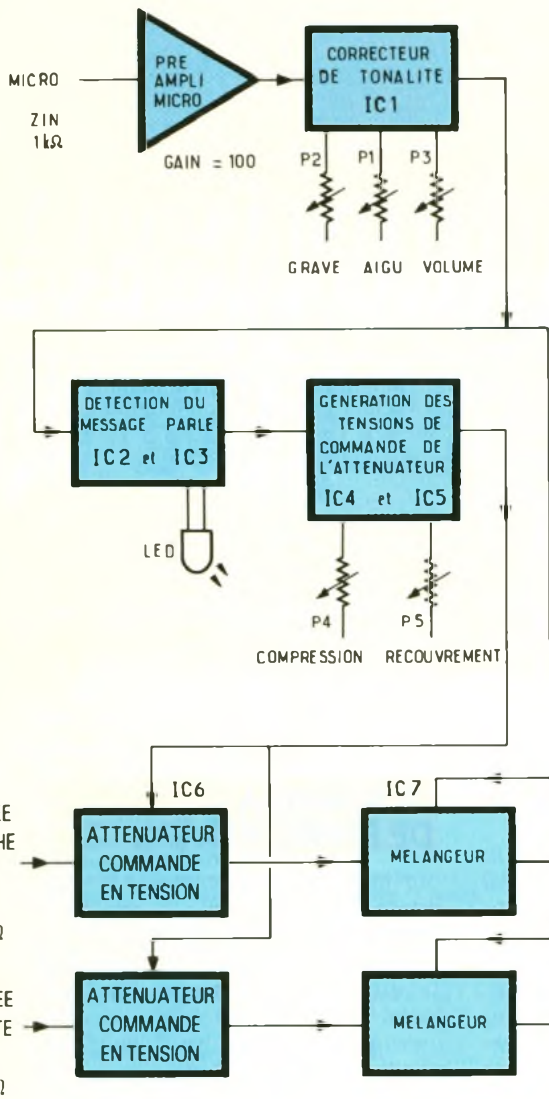 MICRO
ZIN
1kΩ
PRE
AMPLI
MICRO
GAIN = 100
CORRECTEUR
DE TONALITE
IC1
P2 P1 P3
GRAVE AIGU VOLUME
DETECTION DU
MESSAGE PARLE
IC2 et IC3
LED
GENERATION DES
TENSIONS DE
COMMANDE DE
L'ATTENUATEUR
IC4 et IC5
P4 P5
COMPRESSION RECOUVREMENT
IC6
ATTENUATEUR
COMMANDE
EN TENSION
IC7
MELANGEUR
ATTENUATEUR
COMMANDE
EN TENSION
MELANGEUR